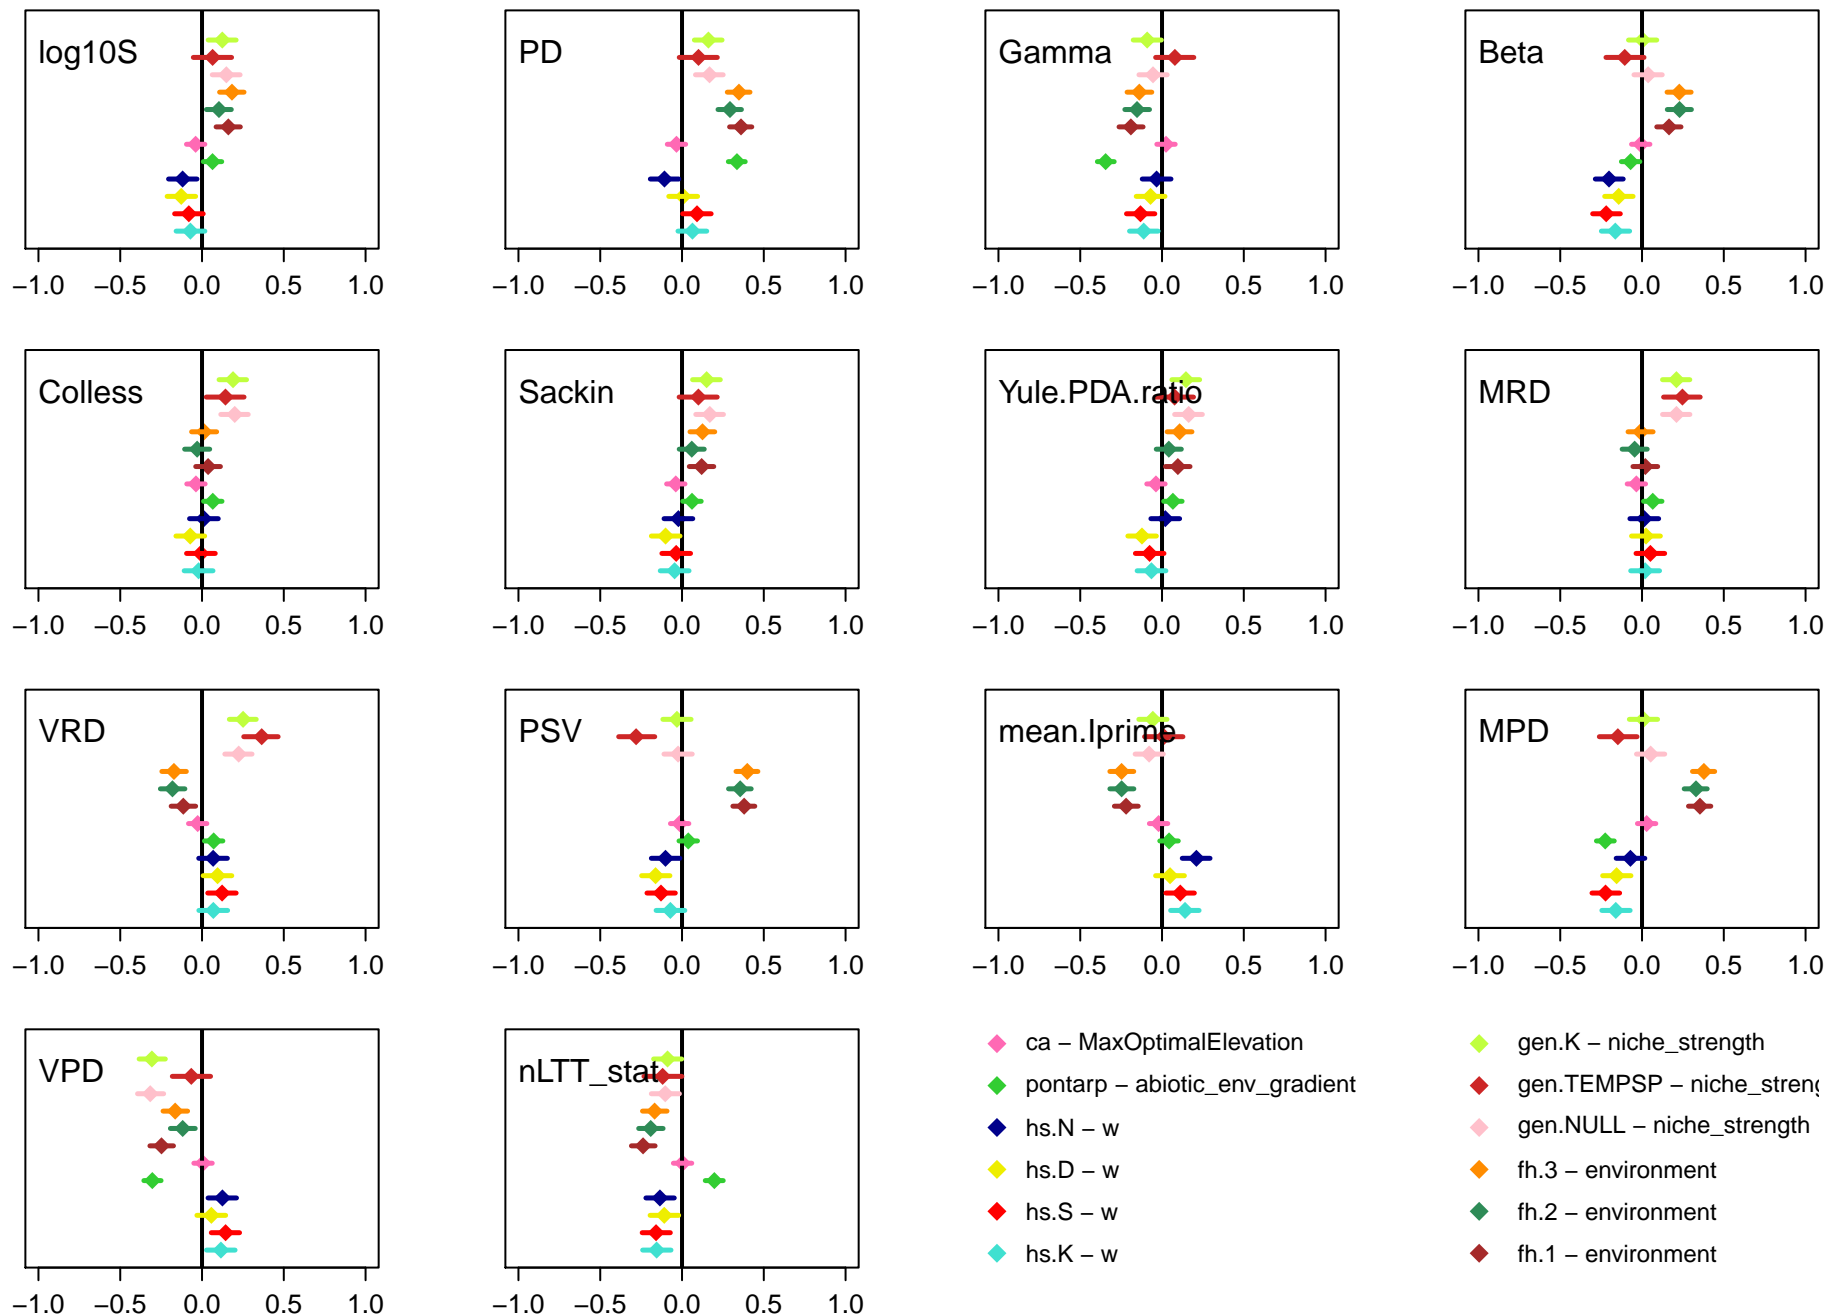 log10S
−1.0 −0.5 0.0 0.5 1.0
PD
−1.0 −0.5 0.0 0.5 1.0
Gamma
−1.0 −0.5 0.0 0.5 1.0
Beta
−1.0 −0.5 0.0 0.5 1.0
Colless
−1.0 −0.5 0.0 0.5 1.0
Sackin
−1.0 −0.5 0.0 0.5 1.0
Yule.PDA.ratio
−1.0 −0.5 0.0 0.5 1.0
MRD
−1.0 −0.5 0.0 0.5 1.0
VRD
−1.0 −0.5 0.0 0.5 1.0
PSV
−1.0 −0.5 0.0 0.5 1.0
mean.Iprime
−1.0 −0.5 0.0 0.5 1.0
MPD
−1.0 −0.5 0.0 0.5 1.0
VPD
−1.0 −0.5 0.0 0.5 1.0
nLTT_stat
−1.0 −0.5 0.0 0.5 1.0
ca − MaxOptimalElevation
pontarp − abiotic_env_gradient
hs.N − w
hs.D − w
hs.S − w
hs.K − w
gen.K − niche_strength
gen.TEMPSP − niche_streng
gen.NULL − niche_strength
fh.3 − environment
fh.2 − environment
fh.1 − environment